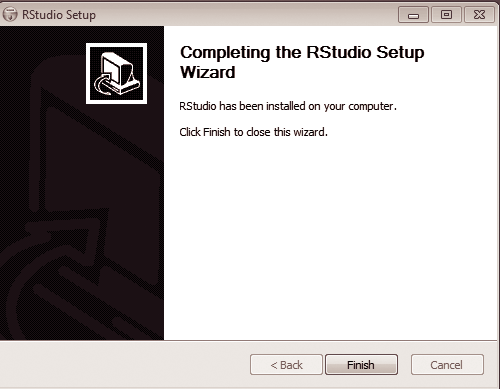 RStudio Setup
Completing the RStudio Setup
Wizard
RStudio has been installed on your computer.
Click Finish to close this wizard.
< Back
Finish
Cancel